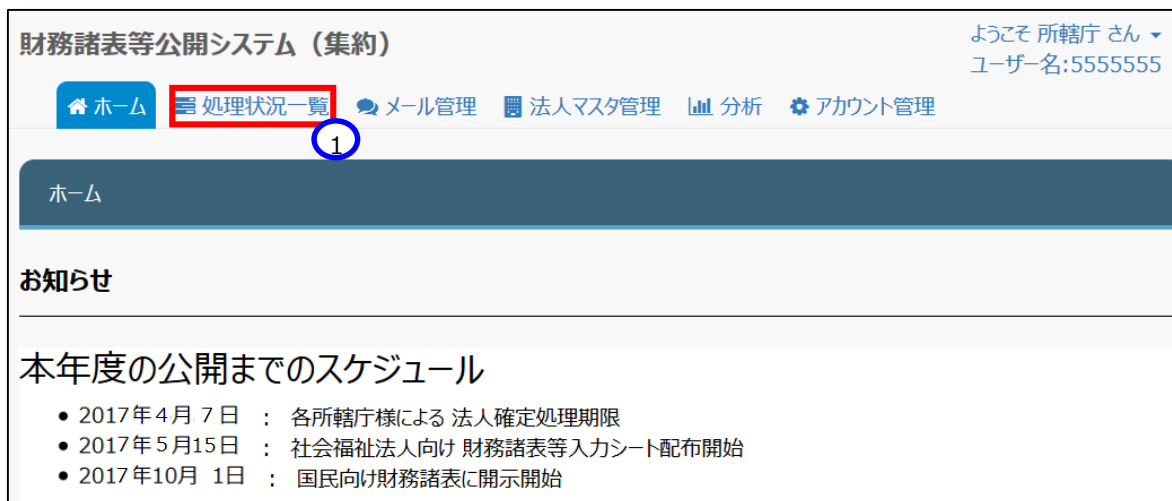 財務諸表等公開システム（集約）
ようこそ 所轄庁 さん
ユーザー名:5555555
ホーム 処理状況一覧 メール管理 法人マスタ管理 分析 アカウント管理
1
ホーム
お知らせ
本年度の公開までのスケジュール
• 2017年4月 7日 ： 各所轄庁様による 法人確定処理期限
• 2017年5月15日 ： 社会福祉法人向け 財務諸表等入力シート配布開始
• 2017年10月 1日 ： 国民向け財務諸表に開示開始